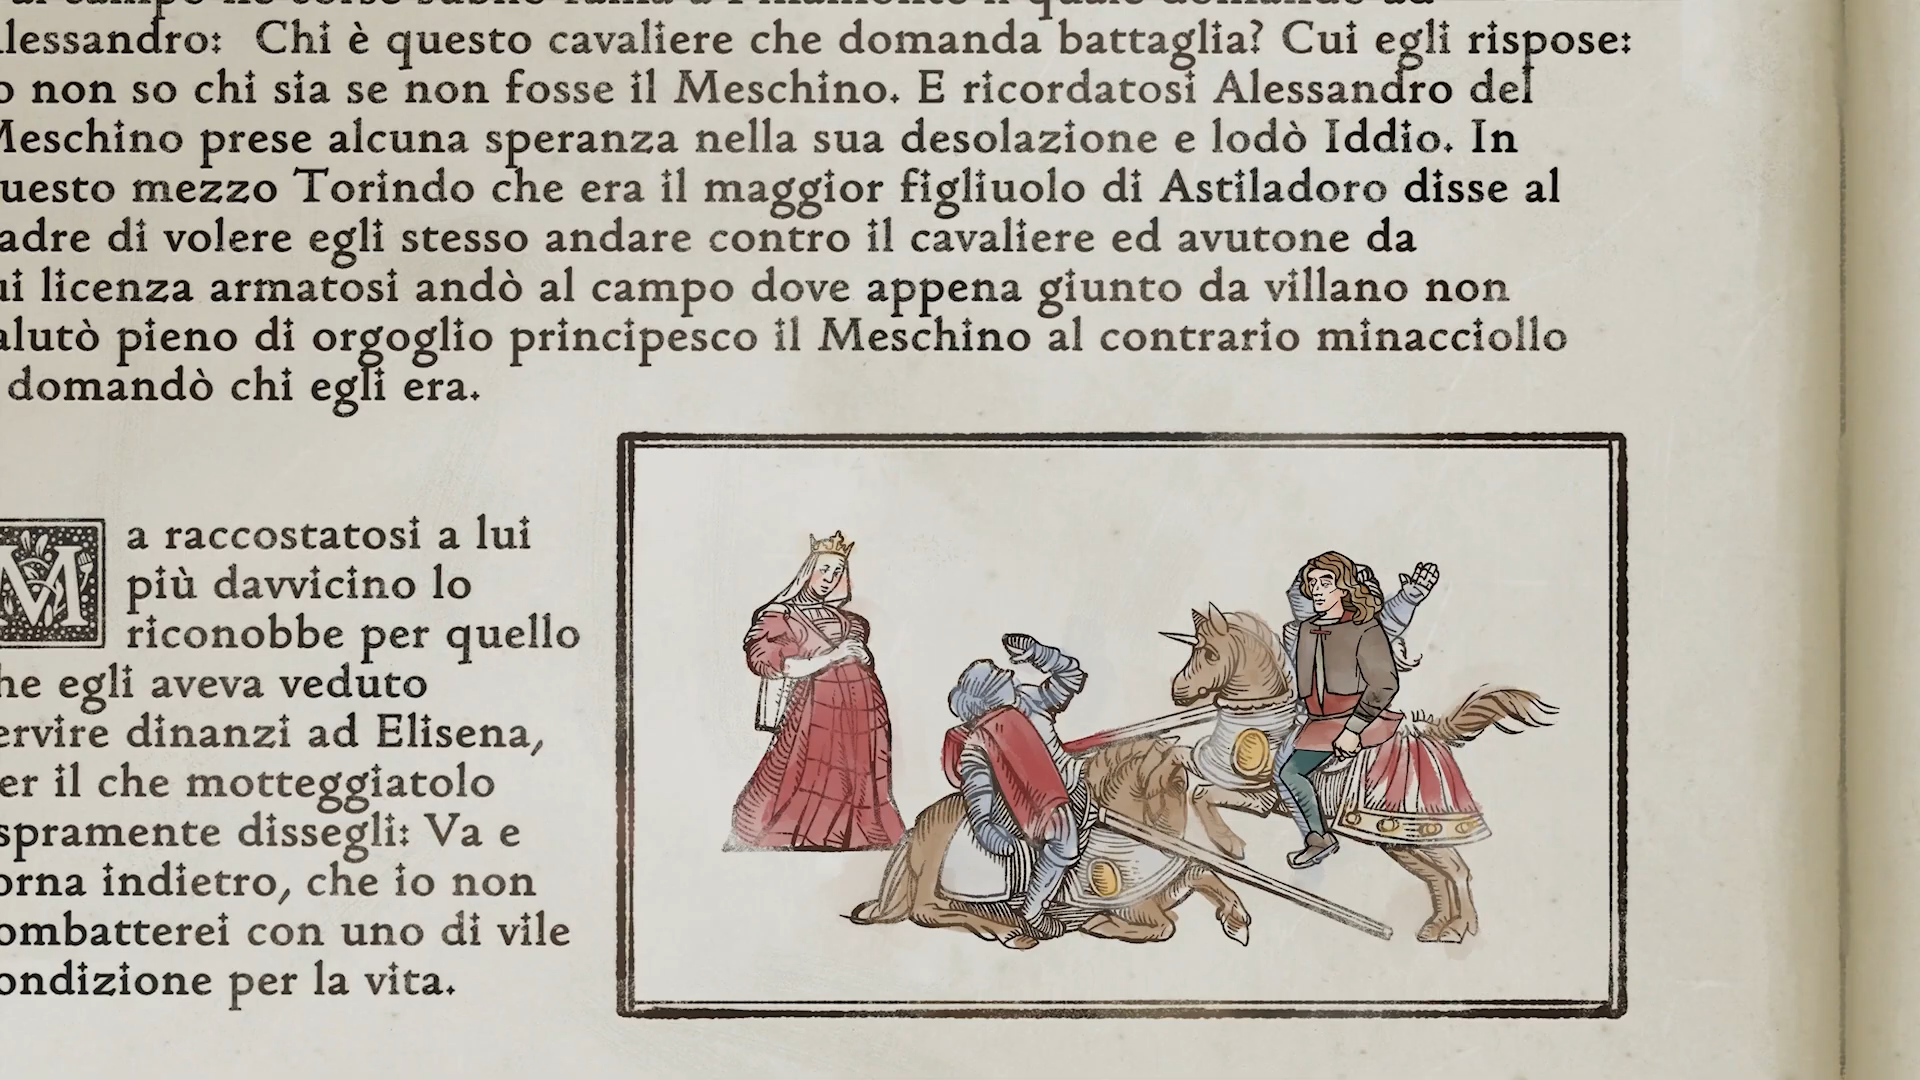 lessandro: Chi è questo cavaliere che domanda battaglia? Cui egli rispose:
o non so chi sia se non fosse il Meschino. E ricordatosi Alessandro del
Meschino prese alcuna speranza nella sua desolazione e lodò Iddio. In
uesto mezzo Torindo che era il maggior figliuolo di Astiladoro disse al
adre di volere egli stesso andare contro il cavaliere ed avutone da
ui licenza armatosi andò al campo dove appena giunto da villano non
alutò pieno di orgoglio principesco il Meschino al contrario minacciollo
domandò chi egli era.
Ma raccostatosi a lui
più davvicino lo
riconobbe per quello
he egli aveva veduto
ervire dinanzi ad Elisena,
er il che motteggiatolo
spramente dissegli: Va e
orna indietro, che io non
ombatterei con uno di vile
ondizione per la vita.